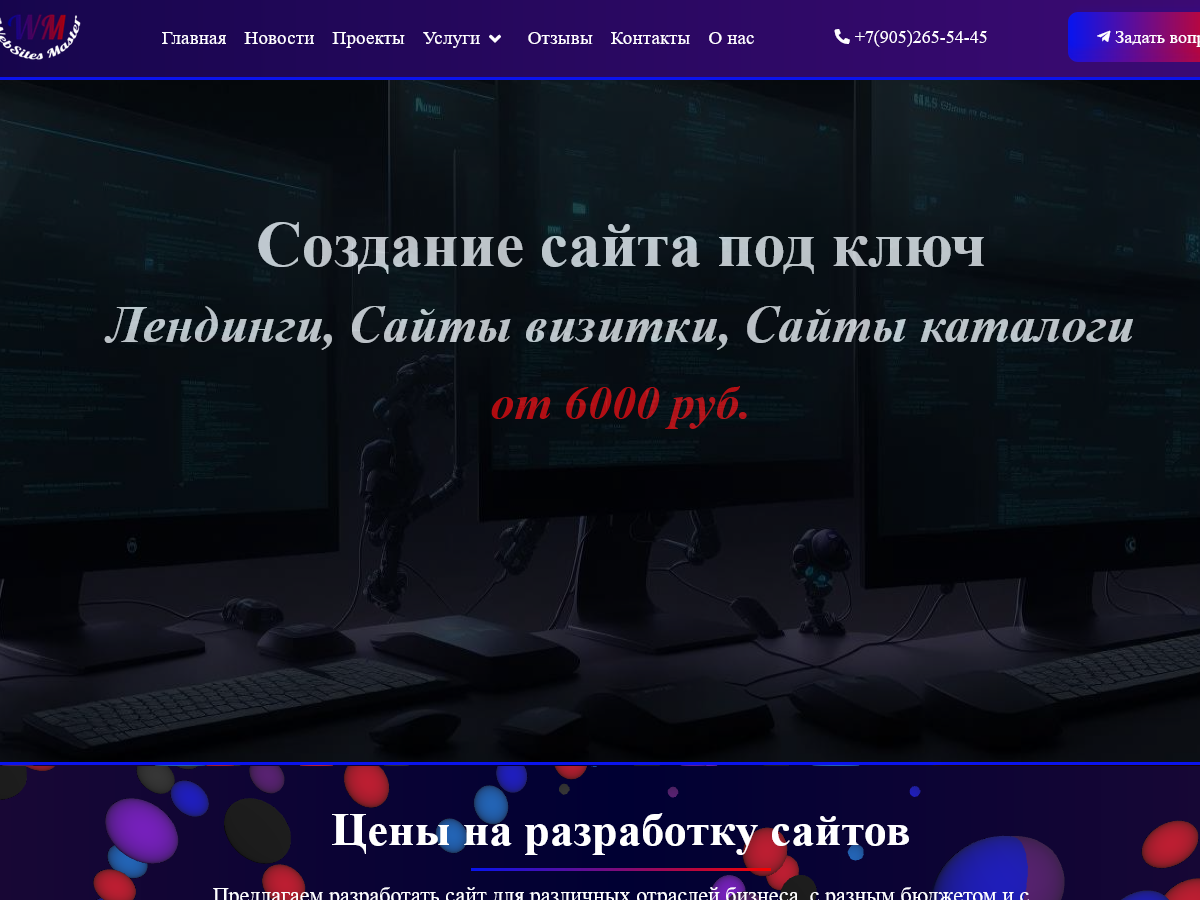 WM
WebSites Master
Главная Новости Проекты Услуги Отзывы Контакты О нас
+7(905)265-54-45
Задать вопр
Создание сайта под ключ
Лендинги, Сайты визитки, Сайты каталоги
от 6000 руб.
Цены на разработку сайтов
Предлагаем разработать сайт для различных отраслей бизнеса, с разным бюджетом и с